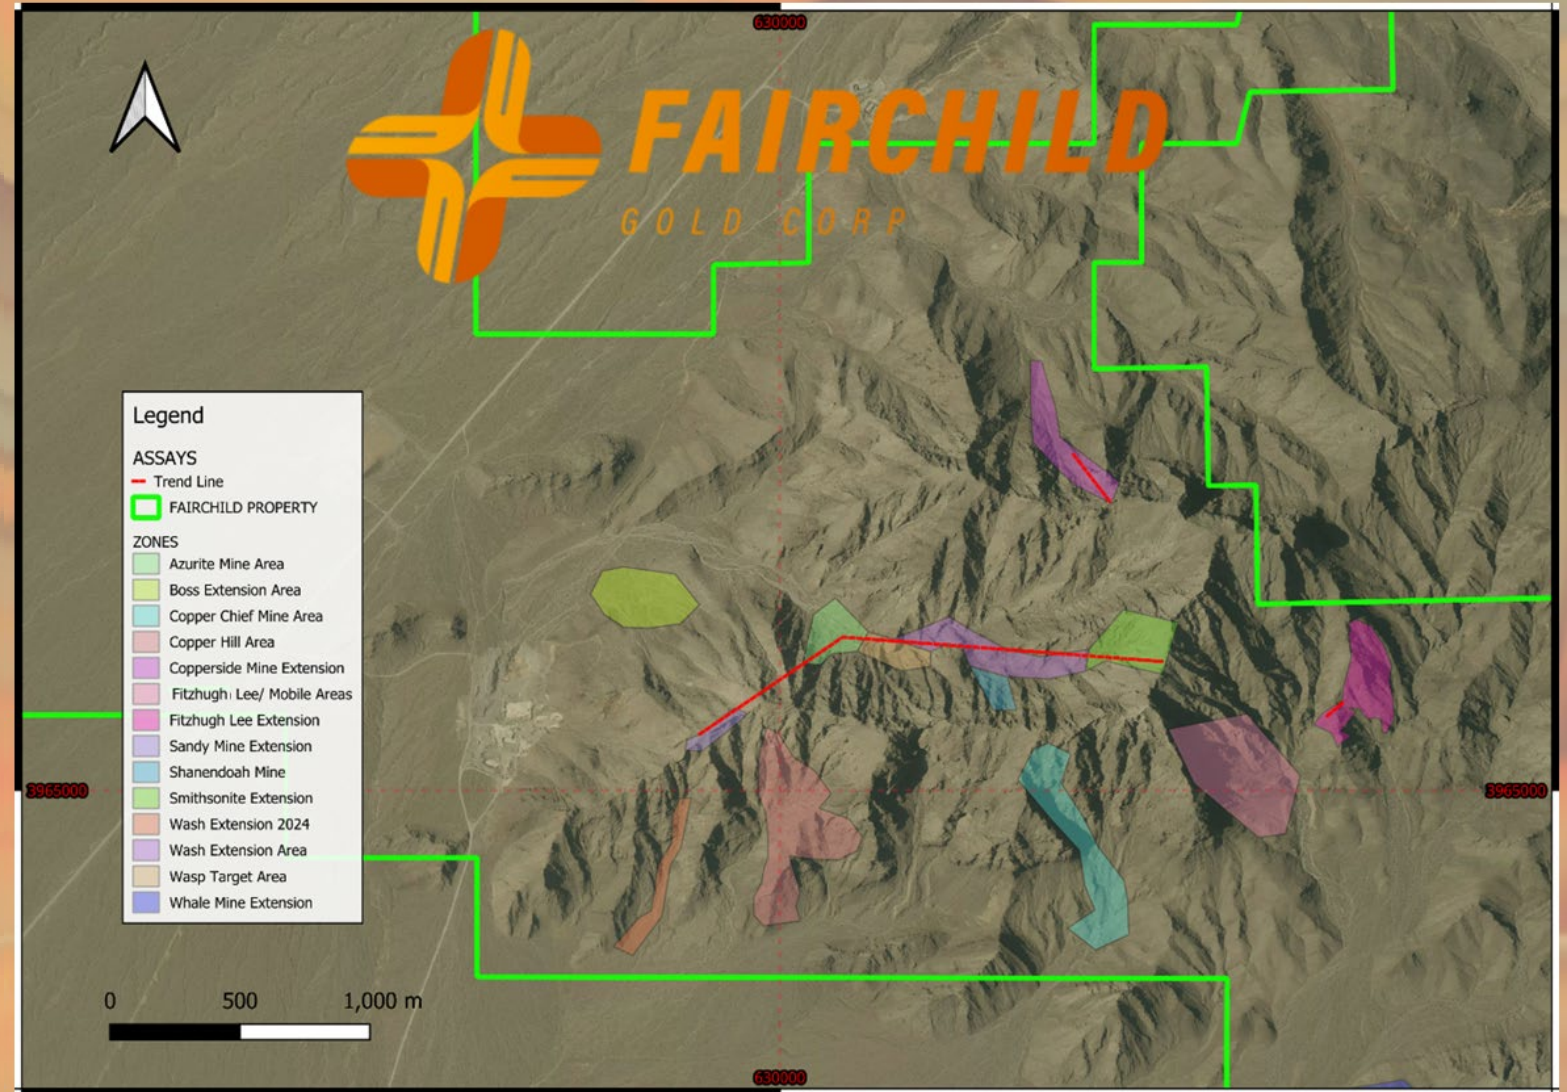 630000
FAIRCHILD
GOLD CORP
Legend
ASSAYS
Trend Line
FAIRCHILD PROPERTY
ZONES
Azurite Mine Area
Boss Extension Area
Copper Chief Mine Area
Copper Hill Area
Copperside Mine Extension
Fitzhugh Lee/ Mobile Areas
Fitzhugh Lee Extension
Sandy Mine Extension
Shanendoah Mine
Smithsonite Extension
Wash Extension 2024
Wash Extension Area
Wasp Target Area
Whale Mine Extension
3965000
3965000
0 500 1,000 m
630000